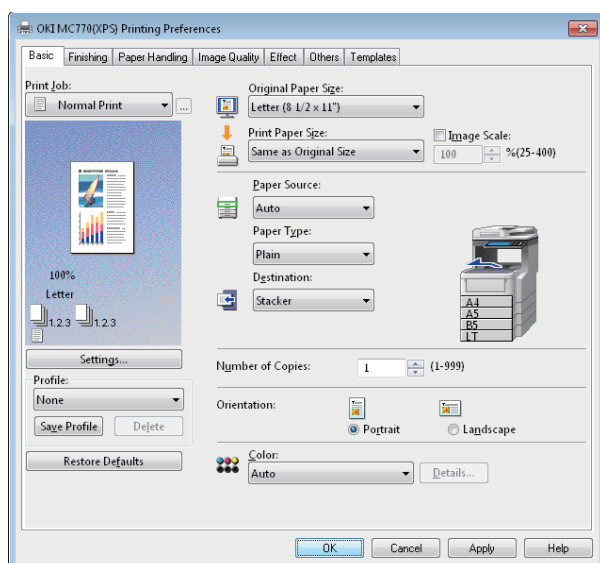 OKI MC770(XPS) Printing Preferences
Basic Finishing Paper Handling Image Quality Effect Others Templates
Print Job:
Normal Print ...
100%
Letter
1.2.3 1.2.3
Settings...
Profile:
None
Save Profile Delete
Restore Defaults
Original Paper Size:
Letter (8 1/2 x 11")
Print Paper Size:
Same as Original Size
Image Scale:
100 %(25-400)
Paper Source:
Auto
Paper Type:
Plain
Destination:
Stacker
A4
A5
B5
LT
Number of Copies: 1 (1-999)
Orientation:
Portrait Landscape
Color:
Auto Details...
OK Cancel Apply Help